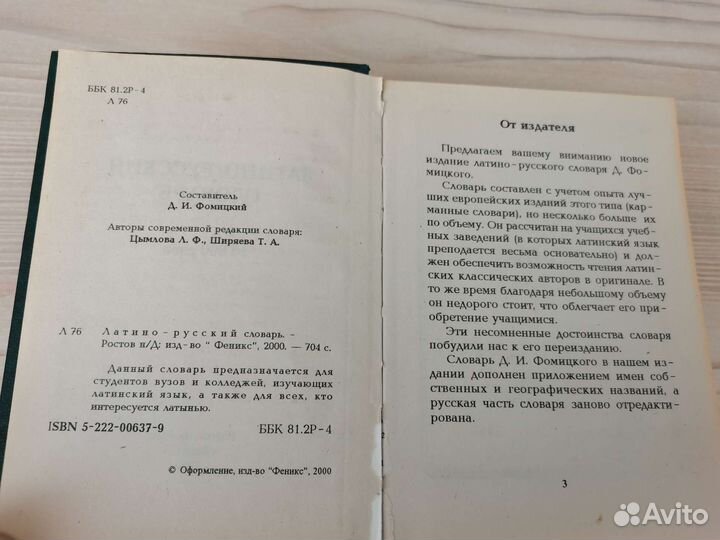 ББК 81.2Р-4
Л 76
Составитель
Д. И. Фомицкий
Авторы современной редакции словаря:
Цымлова Л. Ф., Ширяева Т. А.
Л 76 Латино-русский словарь. -
Ростов н/Д: изд-во " Феникс", 2000. — 704 с.
Данный словарь предназначается для
студентов вузов и колледжей, изучающих
латинский язык, а также для всех, кто
интересуется латынью.
ISBN 5-222-00637-9 ББК 81.2Р-4
© Оформление, изд-во "Феникс", 2000
От издателя
Предлагаем вашему вниманию новое
издание латино-русского словаря Д. Фо-
мицкого.
Словарь составлен с учетом опыта луч-
ших европейских изданий этого типа (кар-
манные словари), но несколько больше их
по объему. Он рассчитан на учащихся учеб-
ных заведений (в которых латинский язык
преподается весьма основательно) и дол-
жен обеспечить возможность чтения латин-
ских классических авторов в оригинале. В
то же время благодаря небольшому объему
он недорого стоит, что облегчает его при-
обретение учащимися.
Эти несомненные достоинства словаря
побудили нас к его переизданию.
Словарь Д. И. Фомицкого в нашем из-
дании дополнен приложением имен соб-
ственных и географических названий, а
русская часть словаря заново отредакти-
рована.
2
3
Avito